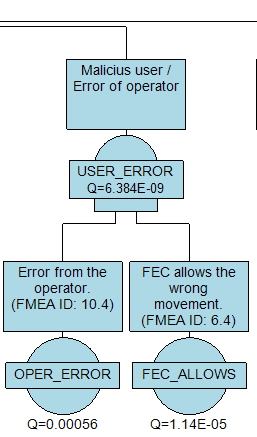 Malicius user /
Error of operator
USER_ERROR
Q=6.384E-09
Error from the
operator.
(FMEA ID: 10.4)
FEC allows the
wrong
movement.
(FMEA ID: 6.4)
OPER_ERROR
FEC_ALLOWS
Q=0.00056
Q=1.14E-05